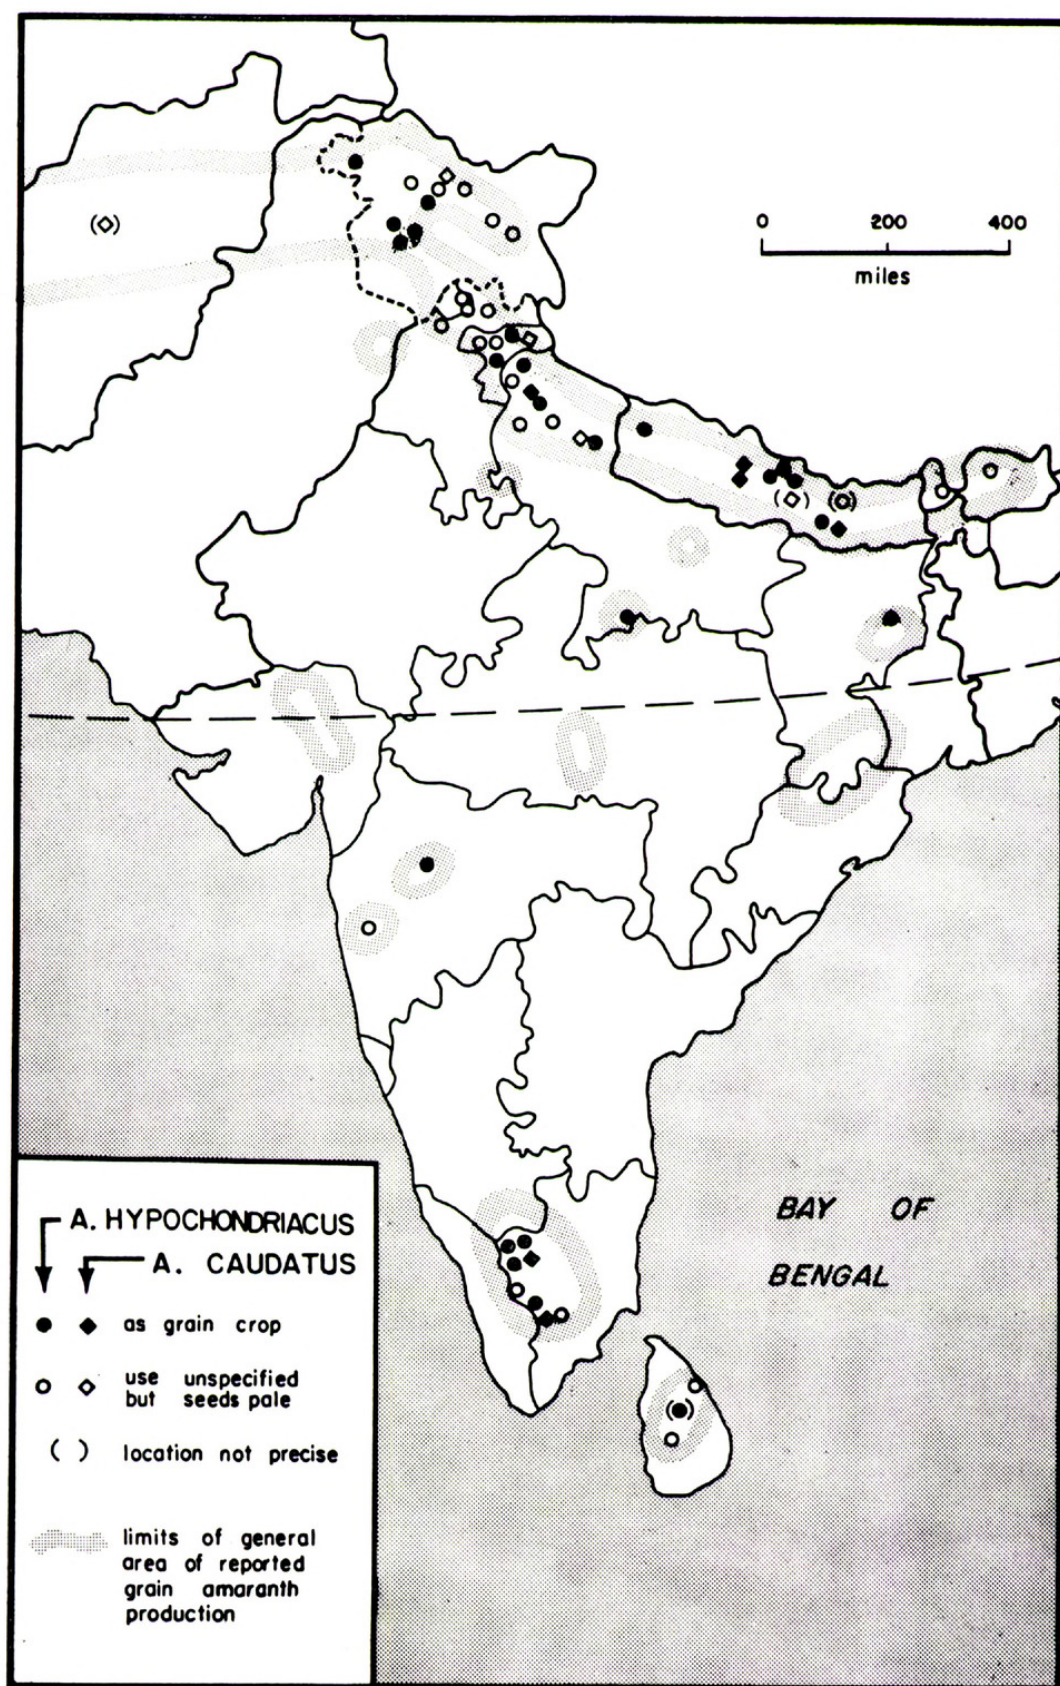 0 200 400
miles
BAY OF
BENGAL
A. HYPOCHONDRIACUS
A. CAUDATUS
as grain crop
use unspecified
but seeds pale
( ) location not precise
limits of general
area of reported
grain amaranth
production